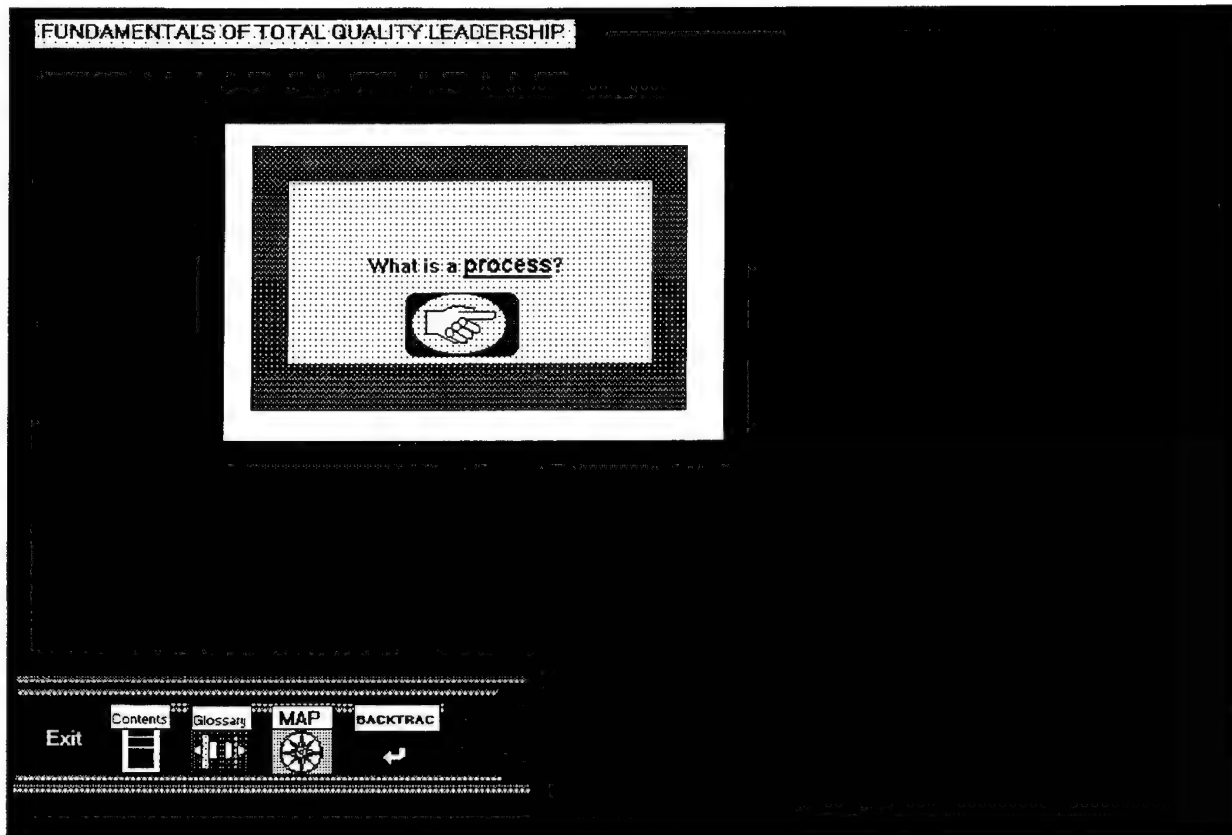 FUNDAMENTALS OF TOTAL QUALITY LEADERSHIP
What is a process?
Exit
Contents
Glossary
MAP
BACKTRAC